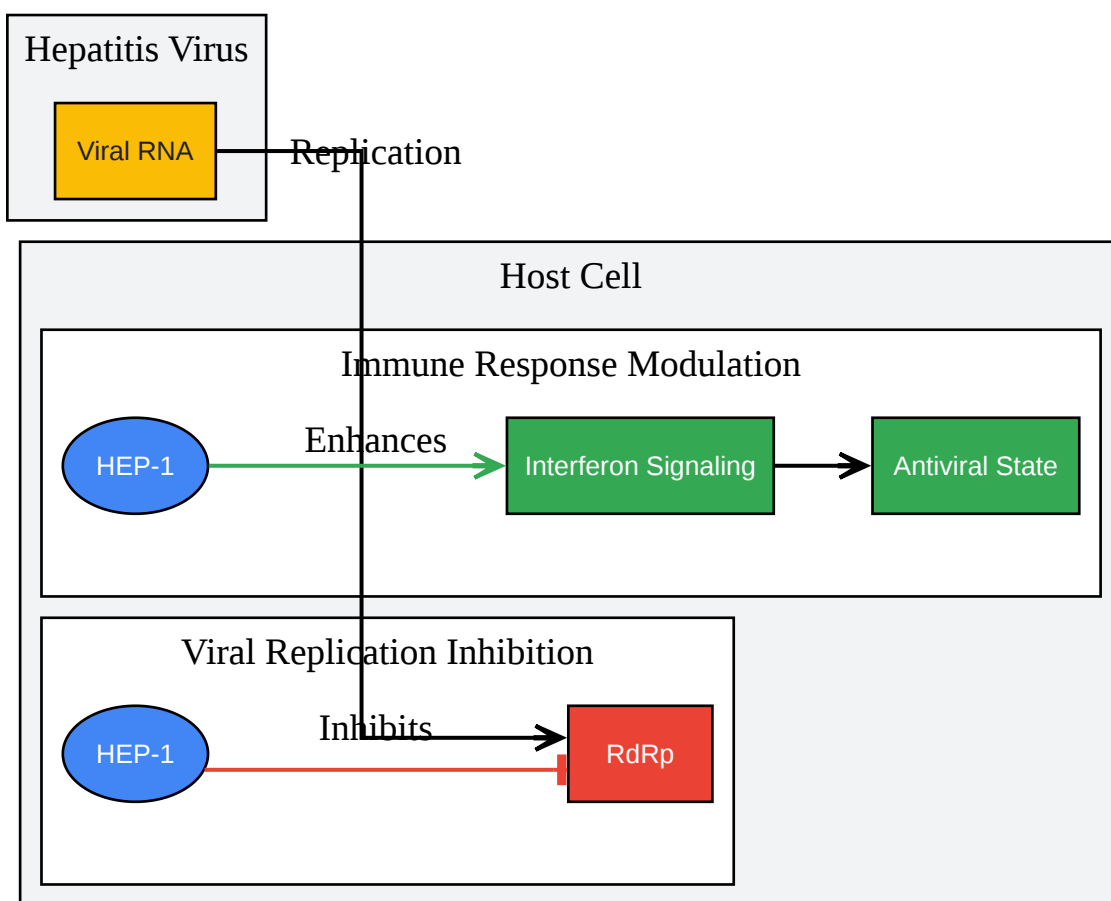 Hepatitis Virus
Viral RNA
Replication
Host Cell
Immune Response Modulation
Enhances
HEP-1
Interferon Signaling
Antiviral State
Viral Replication Inhibition
Inhibits
HEP-1
RdRp